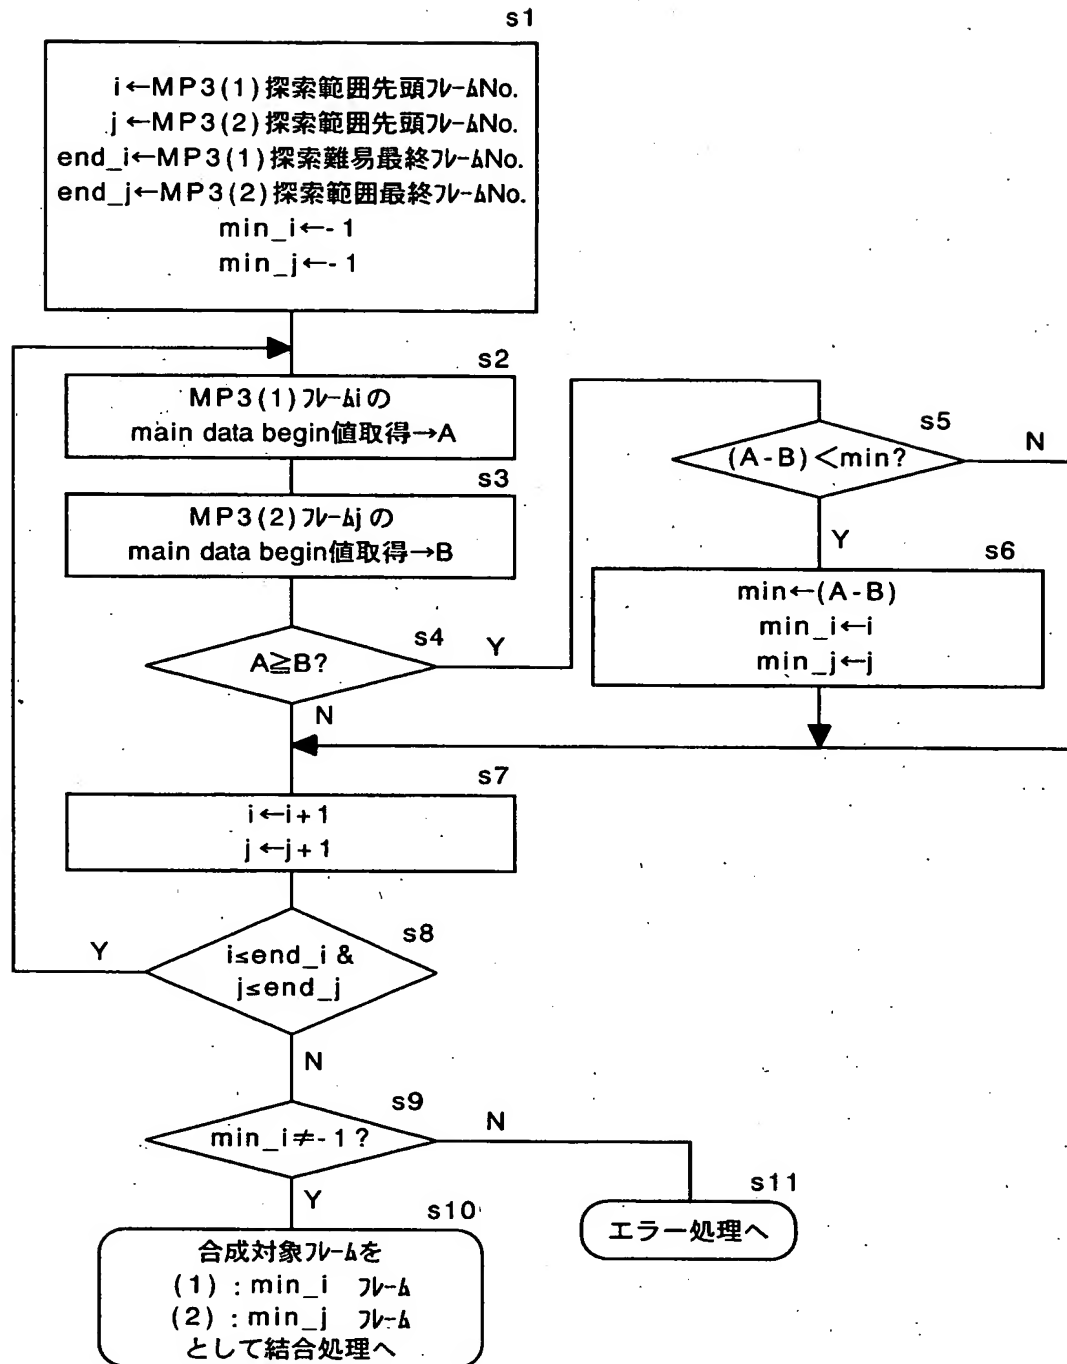 s1
i←MP3(1)探索範囲先頭ﾌﾚｰﾑNo.
j←MP3(2)探索範囲先頭ﾌﾚｰﾑNo.
end_i←MP3(1)探索難易最終ﾌﾚｰﾑNo.
end_j←MP3(2)探索範囲最終ﾌﾚｰﾑNo.
min_i←-1
min_j←-1
s2
MP3(1)ﾌﾚｰﾑiの
main data begin値取得→A
s3
MP3(2)ﾌﾚｰﾑjの
main data begin値取得→B
s4
A≧B?
Y
N
s5
(A-B)<min?
N
Y
s6
min←(A-B)
min_i←i
min_j←j
s7
i←i+1
j←j+1
s8
i≤end_i &
j≤end_j
Y
N
s9
min_i≠-1?
N
Y
s10
合成対象ﾌﾚｰﾑを
(1):min_i ﾌﾚｰﾑ
(2):min_j ﾌﾚｰﾑ
として結合処理へ
s11
エラー処理へ